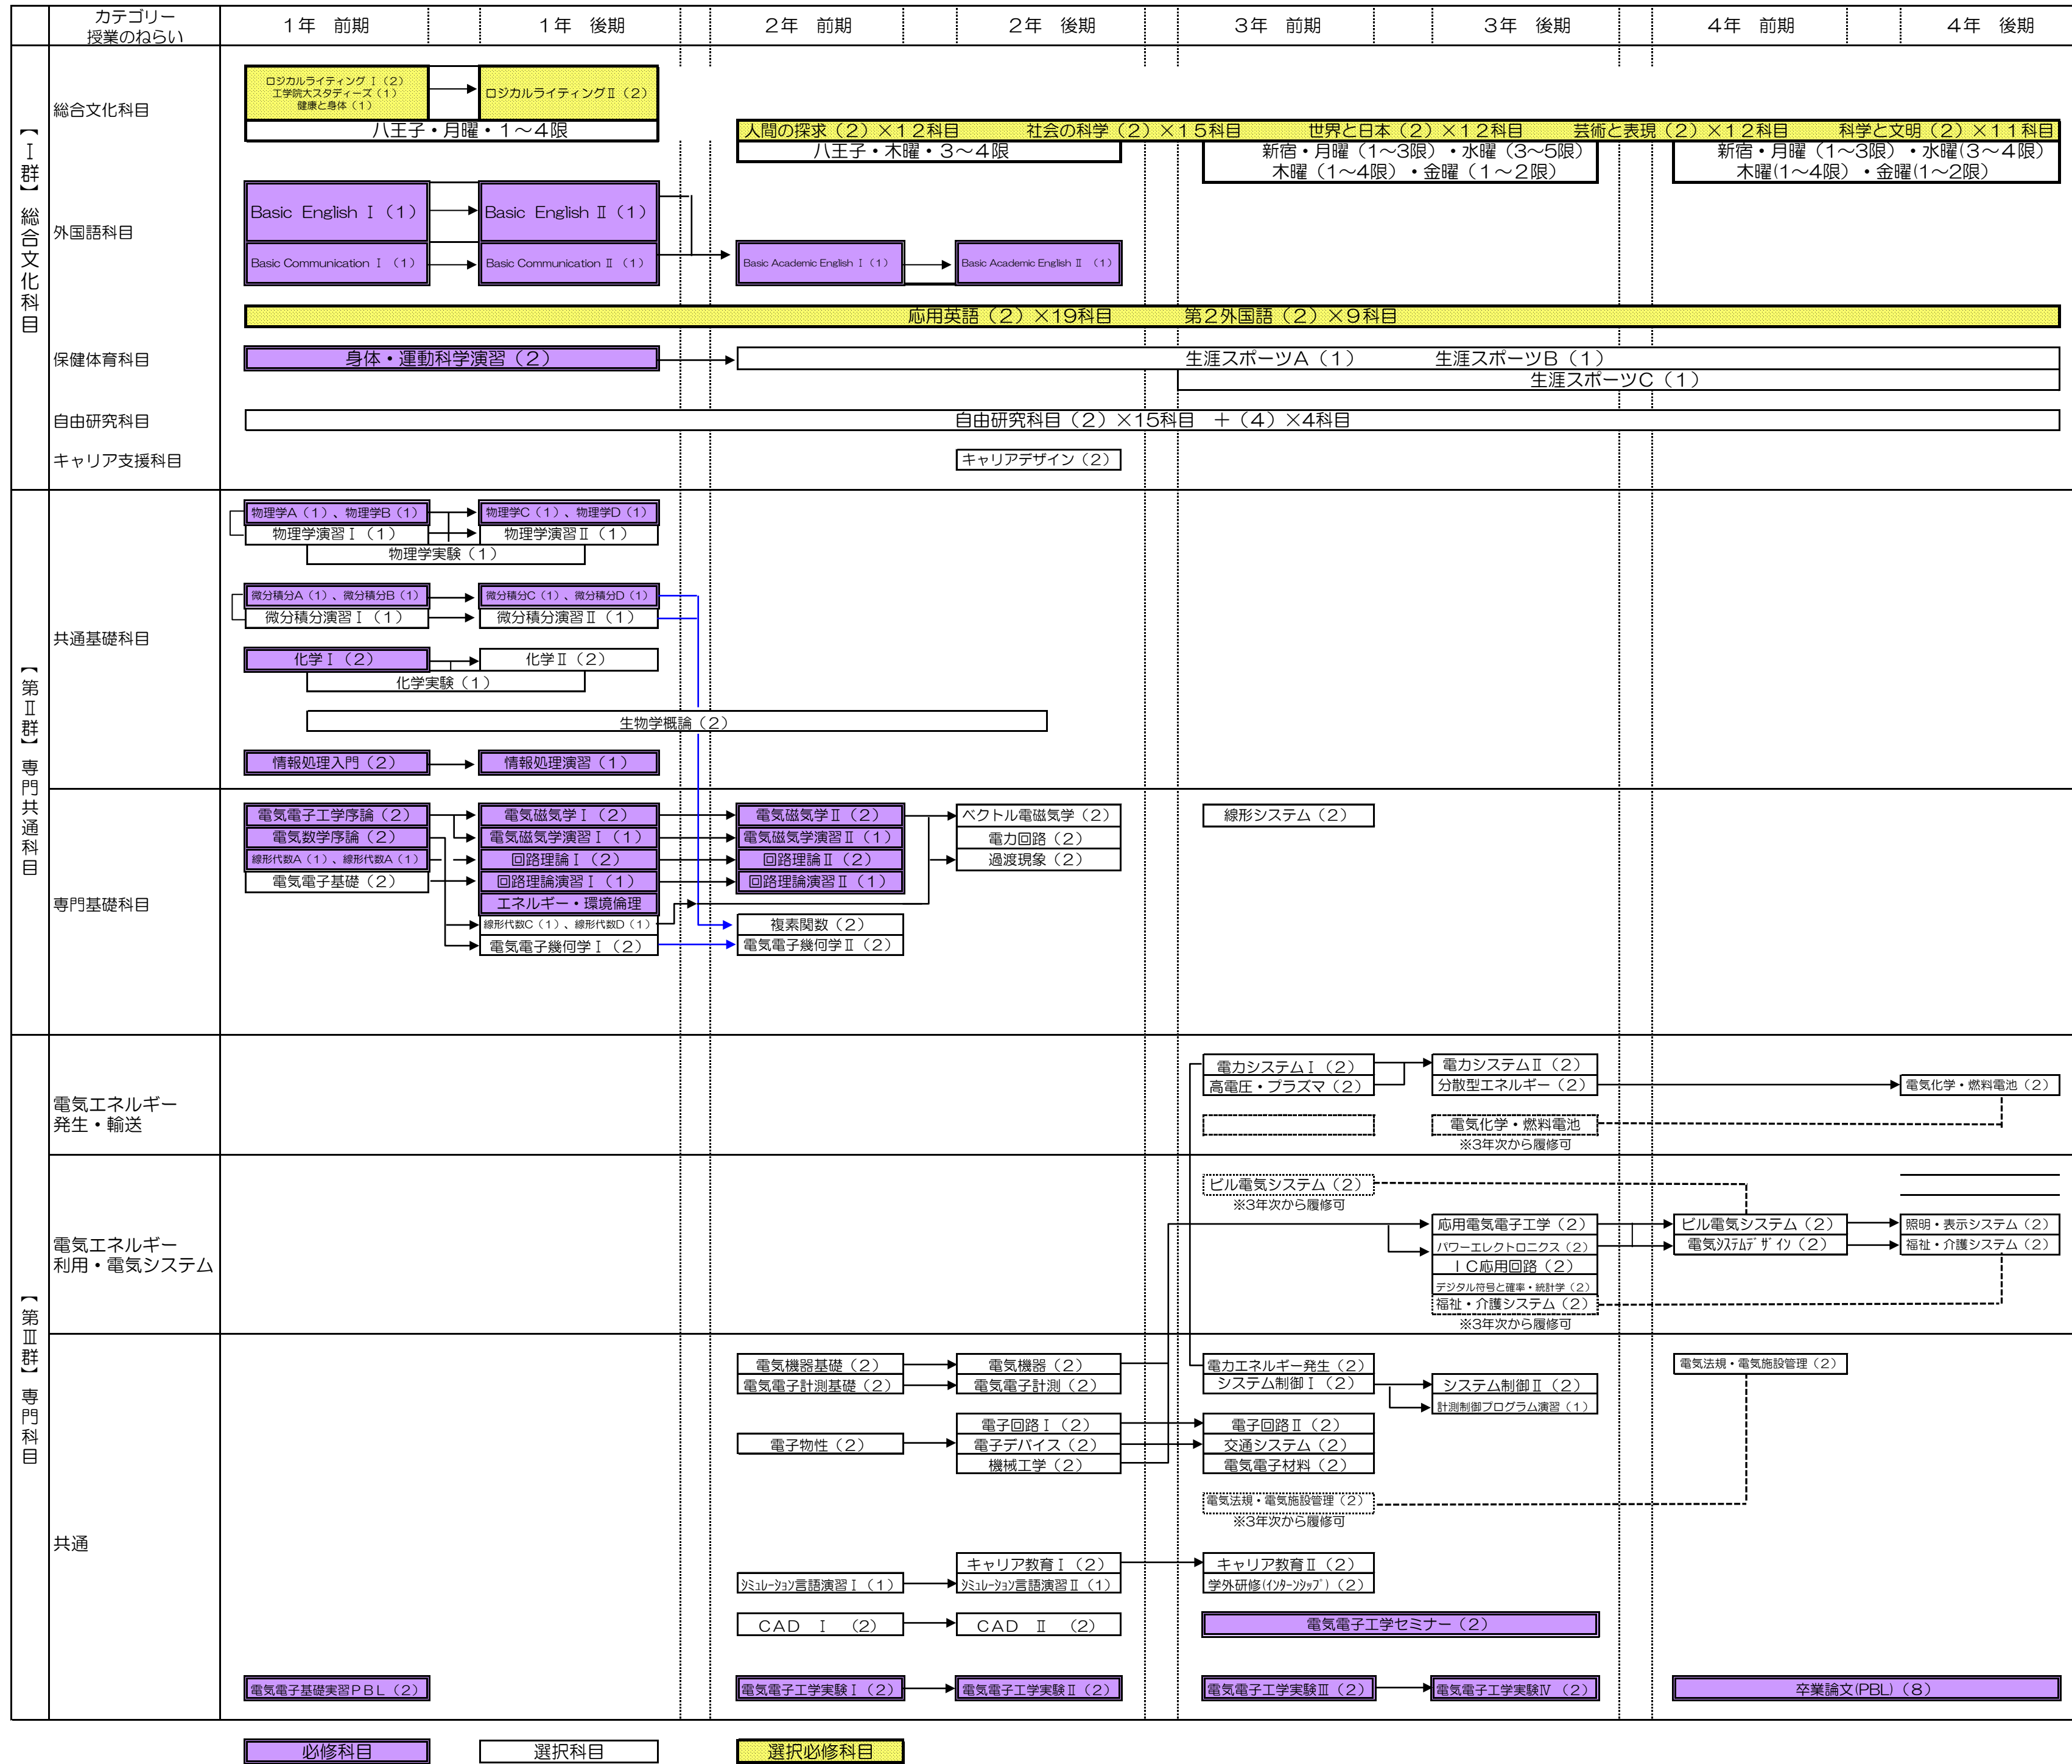 カテゴリー
授業のねらい
１年　前期
１年　後期
２年　前期
２年　後期
３年　前期
３年　後期
４年　前期
４年　後期
【Ⅰ群】総合文化科目
総合文化科目
ロジカルライティング Ⅰ（２）
工学院大スタディーズ（１）
健康と身体（１）
ロジカルライティングⅡ（２）
八王子・月曜・１～４限
人間の探求（２）×１２科目　社会の科学（２）×１５科目　世界と日本（２）×１２科目　芸術と表現（２）×１２科目　科学と文明（２）×１１科目
八王子・木曜・３～４限
新宿・月曜（１～３限）・水曜（３～５限）
木曜（１～４限）・金曜（１～２限）
新宿・月曜（１～３限）・水曜(３～４限）
木曜(１～４限）・金曜(１～２限）
外国語科目
Basic English Ⅰ（１）
Basic English Ⅱ（１）
Basic Communication Ⅰ（１）
Basic Communication Ⅱ（１）
Basic Academic English Ⅰ（１）
Basic Academic English Ⅱ（１）
応用英語（２）×19科目　第２外国語（２）×９科目
保健体育科目
身体・運動科学演習（２）
生涯スポーツＡ（１）　生涯スポーツＢ（１）
生涯スポーツＣ（１）
自由研究科目
自由研究科目（２）×15科目　＋（４）×4科目
キャリア支援科目
キャリアデザイン（２）
【第Ⅱ群】専門共通科目
共通基礎科目
物理学Ａ（１）、物理学Ｂ（１）
物理学Ｃ（１）、物理学Ｄ（１）
物理学演習Ⅰ（１）
物理学演習Ⅱ（１）
物理学実験（１）
微分積分Ａ（１）、微分積分Ｂ（１）
微分積分Ｃ（１）、微分積分Ｄ（１）
微分積分演習Ⅰ（１）
微分積分演習Ⅱ（１）
化学Ⅰ（２）
化学Ⅱ（２）
化学実験（１）
生物学概論（２）
情報処理入門（２）
情報処理演習（１）
専門基礎科目
電気電子工学序論（２）
電気磁気学Ⅰ（２）
電気磁気学Ⅱ（２）
ベクトル電磁気学（２）
線形システム（２）
電気数学序論（２）
電気磁気学演習Ⅰ（１）
電気磁気学演習Ⅱ（１）
電力回路（２）
線形代数Ａ（１）、線形代数Ａ（１）
回路理論Ⅰ（２）
回路理論Ⅱ（２）
過渡現象（２）
電気電子基礎（２）
回路理論演習Ⅰ（１）
回路理論演習Ⅱ（１）
エネルギー・環境倫理
線形代数Ｃ（１）、線形代数Ｄ（１）
複素関数（２）
電気電子幾何学Ⅰ（２）
電気電子幾何学Ⅱ（２）
【第Ⅲ群】専門科目
電気エネルギー
発生・輸送
電力システムⅠ（２）
電力システムⅡ（２）
高電圧・プラズマ（２）
分散型エネルギー（２）
電気化学・燃料電池（２）
電気化学・燃料電池
※３年次から履修可
電気エネルギー
利用・電気システム
ビル電気システム（２）
※３年次から履修可
応用電気電子工学（２）
ビル電気システム（２）
照明・表示システム（２）
パワーエレクトロニクス（２）
電気ｼｽﾃﾑﾃﾞｻﾞｲﾝ（２）
福祉・介護システム（２）
ＩＣ応用回路（２）
デジタル符号と確率・統計学（２）
福祉・介護システム（２）
※３年次から履修可
共通
電気機器基礎（２）
電気機器（２）
電力エネルギー発生（２）
電気法規・電気施設管理（２）
電気電子計測基礎（２）
電気電子計測（２）
システム制御Ⅰ（２）
システム制御Ⅱ（２）
計測制御プログラム演習（１）
電子回路Ⅰ（２）
電子回路Ⅱ（２）
電子物性（２）
電子デバイス（２）
交通システム（２）
機械工学（２）
電気電子材料（２）
電気法規・電気施設管理（２）
※３年次から履修可
キャリア教育Ⅰ（２）
キャリア教育Ⅱ（２）
ｼﾐｭﾚｰｼｮﾝ言語演習Ⅰ（１）
ｼﾐｭﾚｰｼｮﾝ言語演習Ⅱ（１）
学外研修(ｲﾝﾀｰﾝｼｯﾌﾟ)（２）
ＣＡＤ　Ⅰ　（２）
ＣＡＤ　Ⅱ　（２）
電気電子工学セミナー（２）
電気電子基礎実習ＰＢＬ（２）
電気電子工学実験Ⅰ（２）
電気電子工学実験Ⅱ（２）
電気電子工学実験Ⅲ（２）
電気電子工学実験Ⅳ（２）
卒業論文(PBL)（８）
必修科目
選択科目
選択必修科目